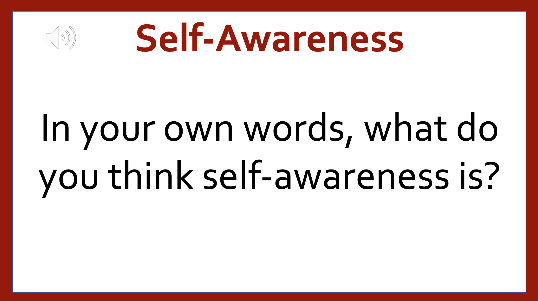 Self-Awareness
In your own words, what do
you think self-awareness is?